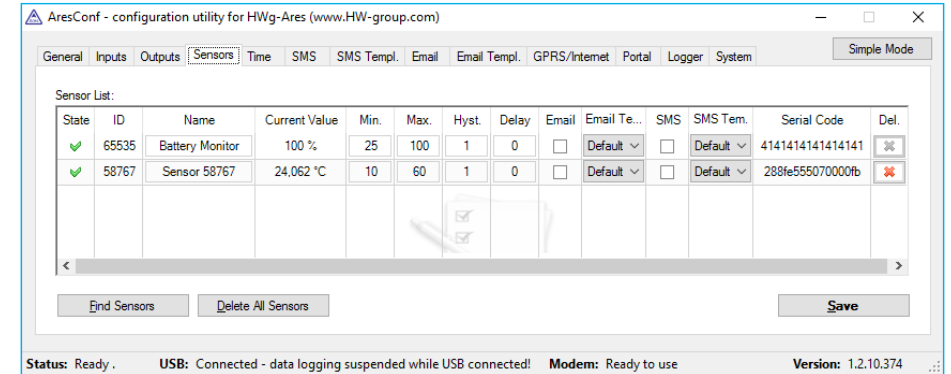 AresConf - configuration utility for HWg-Ares (www.HW-group.com)
Simple Mode
General Inputs Outputs Sensors Time SMS SMS Templ. Email Email Templ. GPRS/Internet Portal Logger System
Sensor List:
State ID Name Current Value Min. Max. Hyst. Delay Email Email Te... SMS SMS Tem. Serial Code Del.
65535 Battery Monitor 100 % 25 100 1 0 Default Default 4141414141414141
58767 Sensor 58767 24,062 °C 10 60 1 0 Default Default 288fe555070000fb
Find Sensors Delete All Sensors Save
Status: Ready . USB: Connected - data logging suspended while USB connected! Modem: Ready to use Version: 1.2.10.374